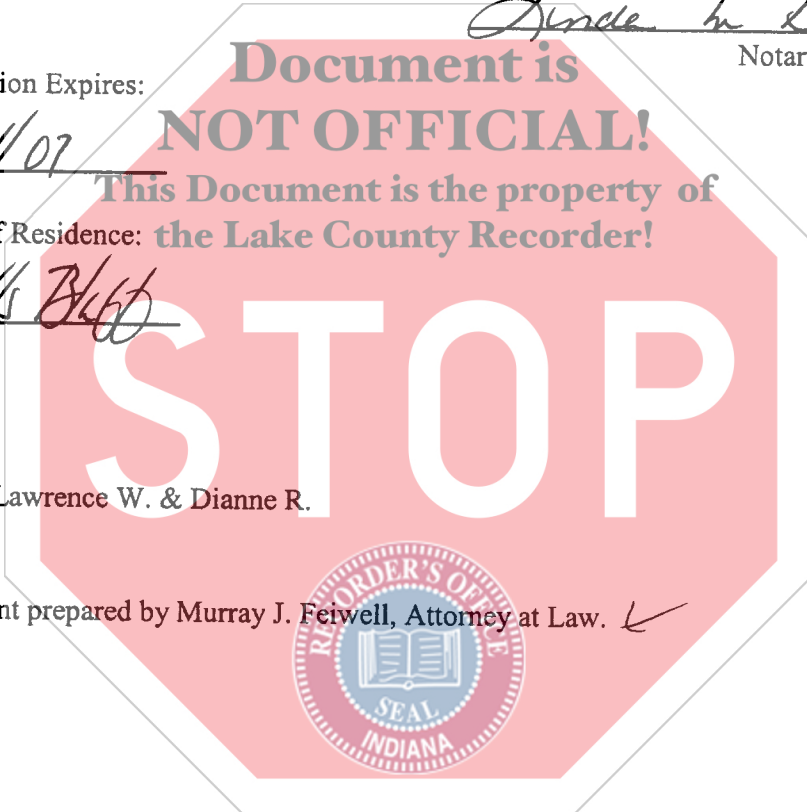 Document is
Notar
ion Expires:
NOT OFFICIAL!
/07
This Document is the property of
f Residence: the Lake County Recorder!
STOP
Lawrence W. & Dianne R.
nt prepared by Murray J. Feiwell, Attorney at Law.
RECORDER'S OFFICE
SEAL
INDIANA